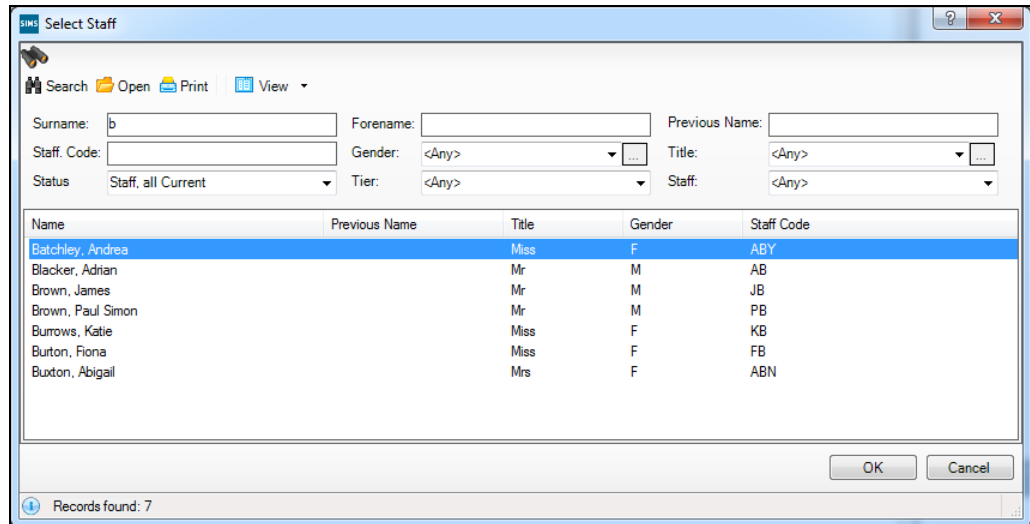 SIMS Select Staff
Search Open Print View
Surname: b Forename: Previous Name:
Staff. Code: Gender: <Any> ... Title: <Any> ...
Status Staff, all Current Tier: <Any> Staff: <Any>
Name Previous Name Title Gender Staff Code
Batchley, Andrea Miss F ABY
Blacker, Adrian Mr M AB
Brown, James Mr M JB
Brown, Paul Simon Mr M PB
Burrows, Katie Miss F KB
Burton, Fiona Miss F FB
Buxton, Abigail Mrs F ABN
OK Cancel
Records found: 7